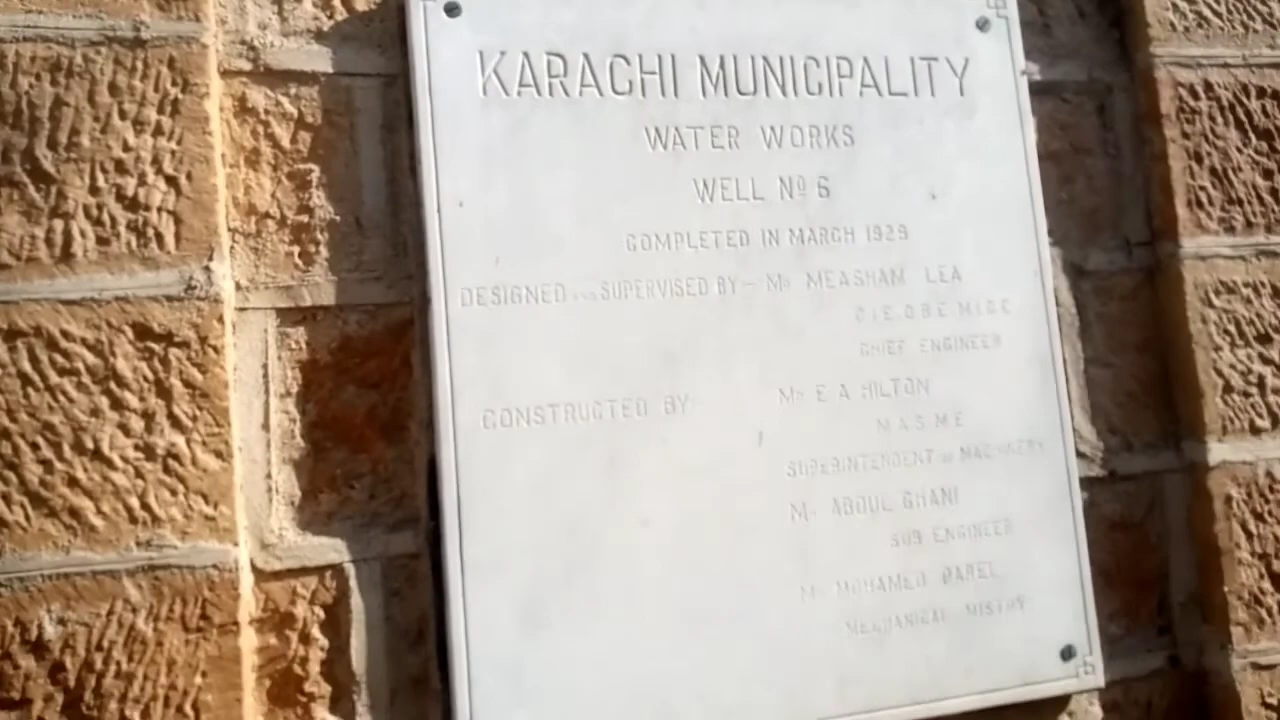 KARACHI MUNICIPALITY
WATER WORKS
WELL Nº 6
COMPLETED IN MARCH 1929
DESIGNED AND SUPERVISED BY — Mr MEASHAM LEA
C I E. O B E M I C E
CHIEF ENGINEER
CONSTRUCTED BY Mr E A HILTON
M A S M E
SUPERINTENDENT OF MACHINERY
Mr ABDUL GHANI
SUB ENGINEER
Mr MOHAMED
MECHANICAL MISTRY